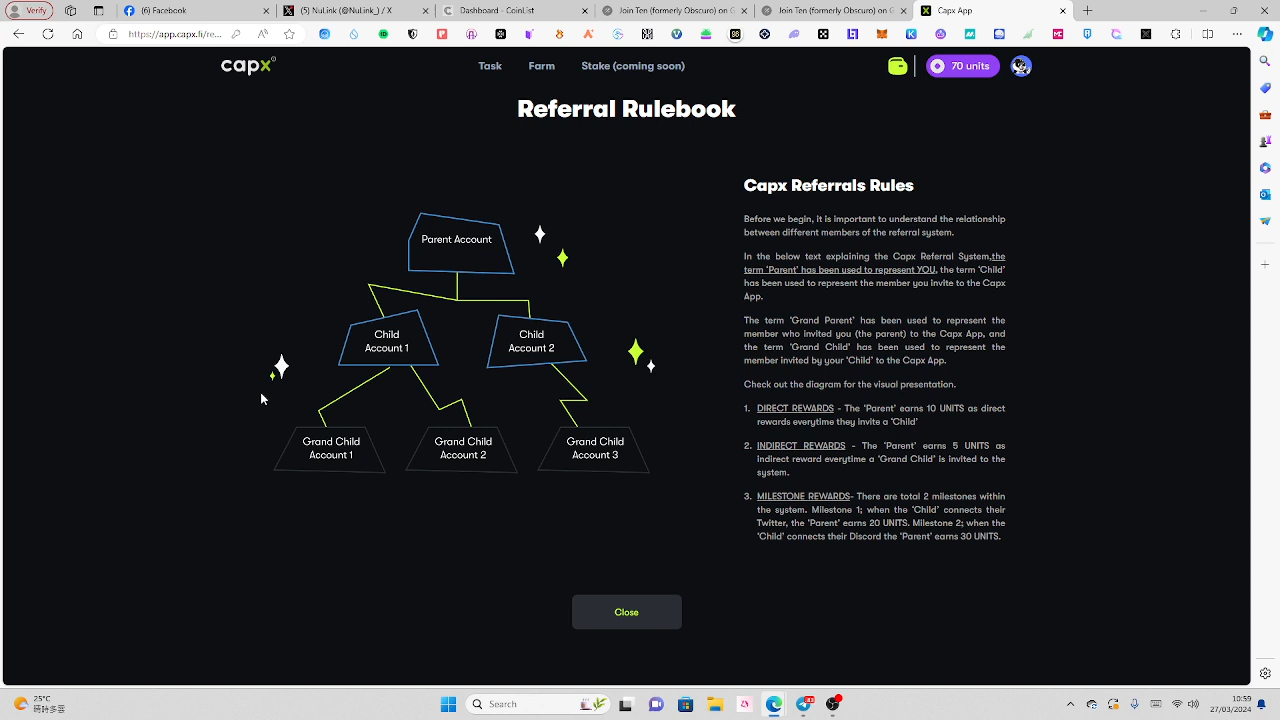 Verify
(6) Facebook
(5) NuLink (@NuLink_) / X
Dashboard - CoinList
Join Ten (formerly Obscuro) on G
Join Ten (formerly Obscuro) on G
Capx App
https://app.capx.fi/re...
capx
Task
Farm
Stake (coming soon)
70 units
Referral Rulebook
Parent Account
Child
Account 1
Child
Account 2
Grand Child
Account 1
Grand Child
Account 2
Grand Child
Account 3
Capx Referrals Rules
Before we begin, it is important to understand the relationship
between different members of the referral system.
In the below text explaining the Capx Referral System,the
term ‘Parent’ has been used to represent YOU, the term ‘Child’
has been used to represent the member you invite to the Capx
App.
The term ‘Grand Parent’ has been used to represent the
member who invited you (the parent) to the Capx App, and
the term ‘Grand Child’ has been used to represent the
member invited by your ‘Child’ to the Capx App.
Check out the diagram for the visual presentation.
1. DIRECT REWARDS - The ‘Parent’ earns 10 UNITS as direct
rewards everytime they invite a ‘Child’
2. INDIRECT REWARDS - The ‘Parent’ earns 5 UNITS as
indirect reward everytime a ‘Grand Child’ is invited to the
system.
3. MILESTONE REWARDS- There are total 2 milestones within
the system. Milestone 1; when the ‘Child’ connects their
Twitter, the ‘Parent’ earns 20 UNITS. Milestone 2; when the
‘Child’ connects their Discord the ‘Parent’ earns 30 UNITS.
Close
25°C
晴時多雲
Search
10:59
27/03/2024